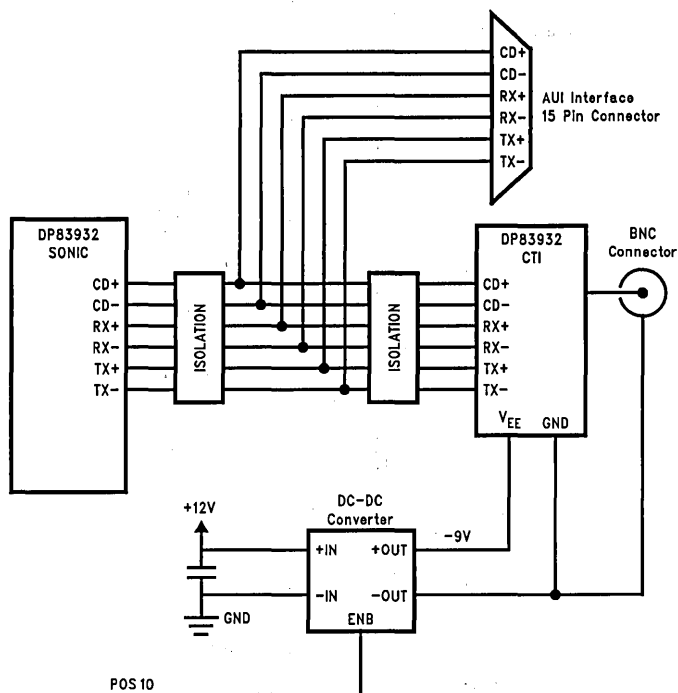 CD+
CD-
RX+
RX-
TX+
TX-
AUI Interface
15 Pin Connector
DP83932
SONIC
CD+
CD-
RX+
RX-
TX+
TX-
ISOLATION
ISOLATION
DP83932
CTI
CD+
CD-
RX+
RX-
TX+
TX-
VEE GND
BNC
Connector
+12V
GND
DC-DC
Converter
+IN +OUT
-IN -OUT
ENB
-9V
POS 10